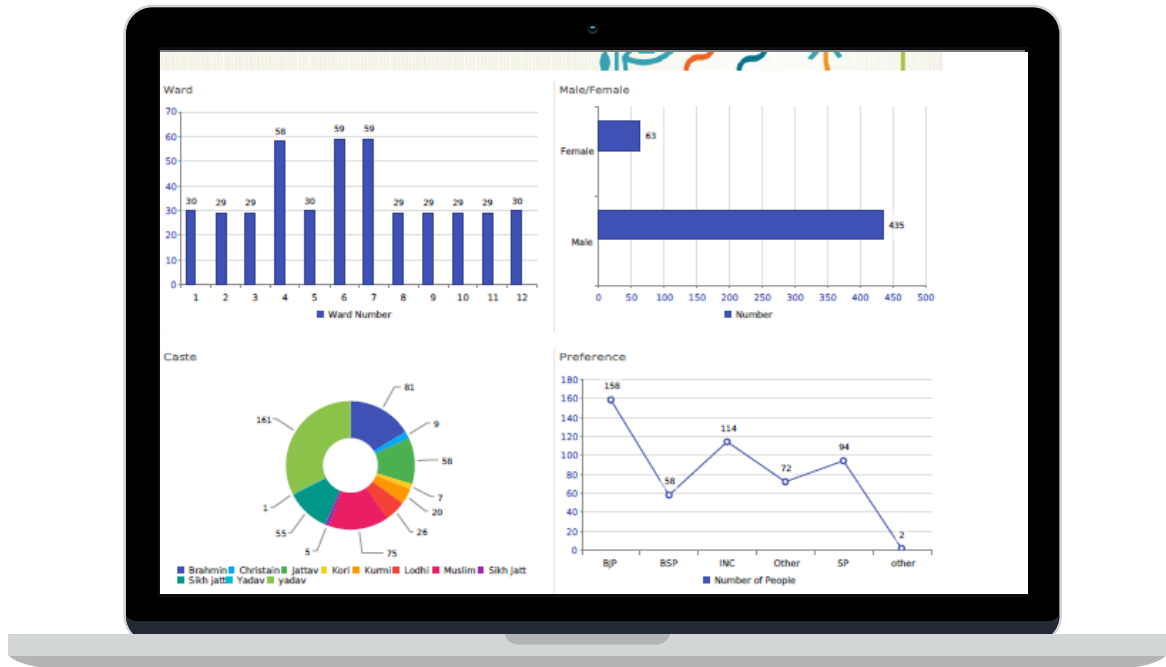 Ward
70
60
50
40
30
20
10
0
30 29 29 58 30 59 59 29 29 29 29 30
1 2 3 4 5 6 7 8 9 10 11 12
Ward Number
Male/Female
Female 63
Male 435
0 50 100 150 200 250 300 350 400 450 500
Number
Caste
81
9
58
7
20
26
75
5
55
1
161
Brahmin Christain Jattav Kori Kurmi Lodhi Muslim Sikh Jatt
Sikh jatt Yadav yadav
Preference
180
160
140
120
100
80
60
40
20
0
158 58 114 72 94 2
BJP BSP INC Other SP other
Number of People